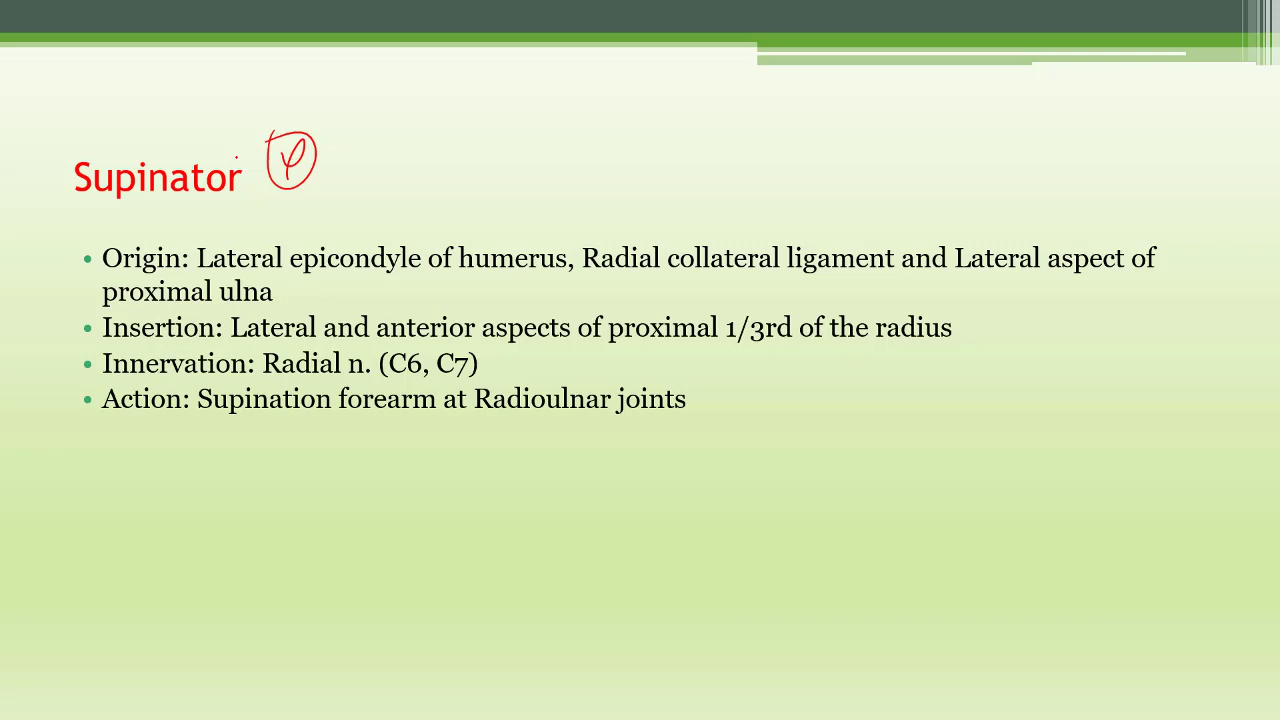 Supinator
• Origin: Lateral epicondyle of humerus, Radial collateral ligament and Lateral aspect of
proximal ulna
• Insertion: Lateral and anterior aspects of proximal 1/3rd of the radius
• Innervation: Radial n. (C6, C7)
• Action: Supination forearm at Radioulnar joints